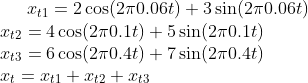 x_{t1} = 2 cos(2π0.06t) + 3 sin(2π0.06t)
x_{t2} = 4 cos(2π0.1t) + 5 sin(2π0.1t)
x_{t3} = 6 cos(2π0.4t) + 7 sin(2π0.4t)
x_t = x_{t1} + x_{t2} + x_{t3}